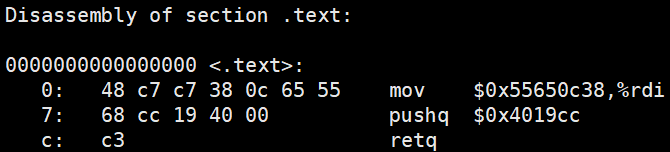 Disassembly of section .text:
0000000000000000 <.text>:
0: 48 c7 c7 38 0c 65 55 mov $0x55650c38,%rdi
7: 68 cc 19 40 00 pushq $0x4019cc
c: c3 retq